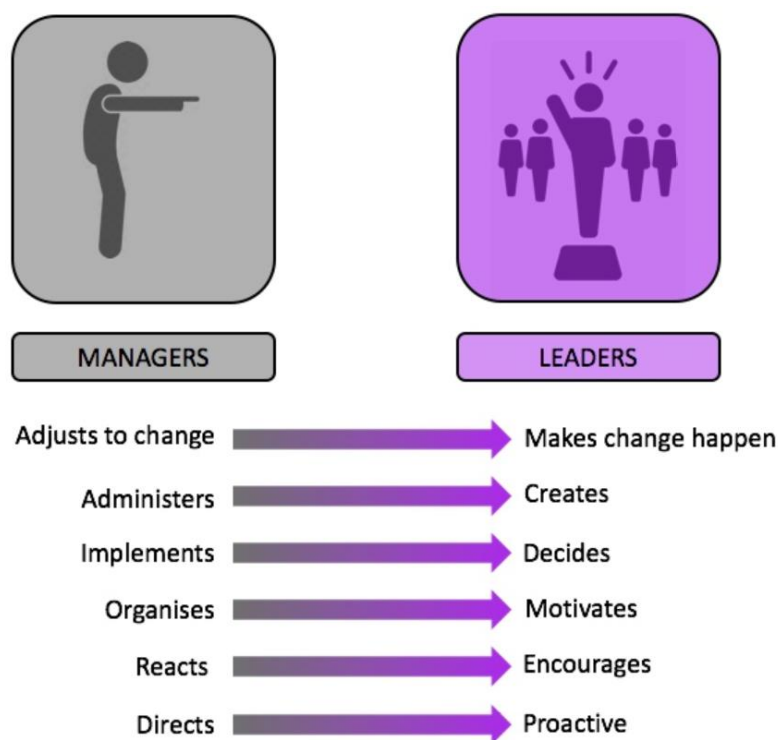 MANAGERS LEADERS
Adjusts to change Makes change happen
Administers Creates
Implements Decides
Organises Motivates
Reacts Encourages
Directs Proactive